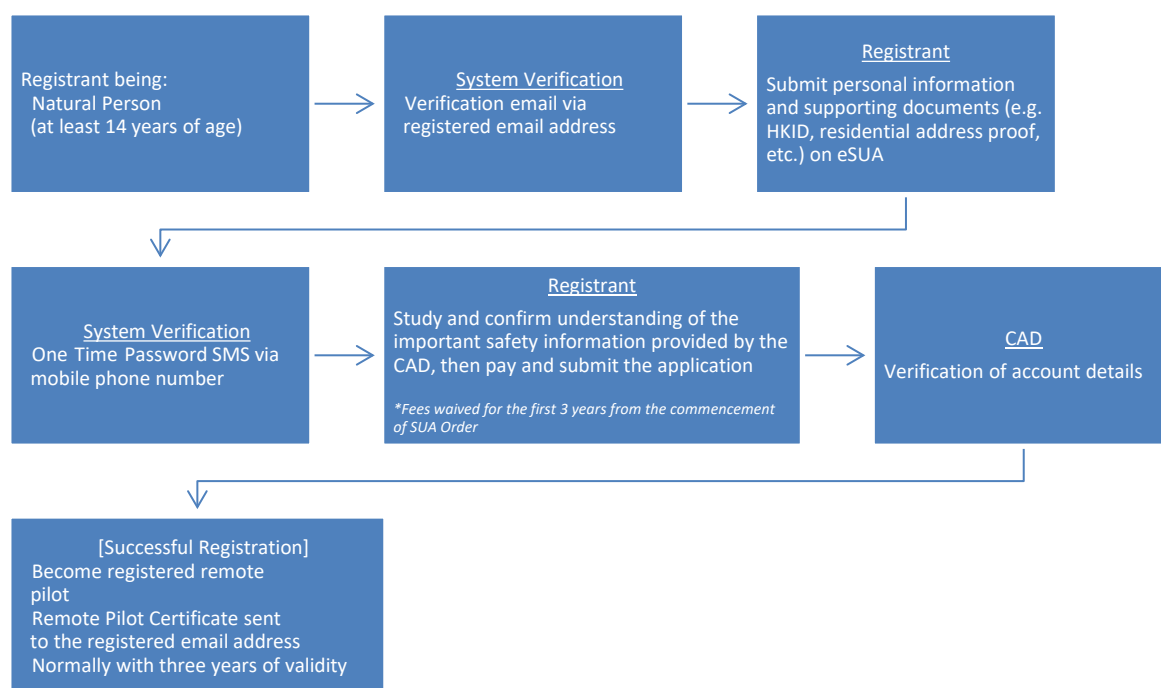 Registrant being:
Natural Person
(at least 14 years of age)
System Verification
Verification email via
registered email address
Registrant
Submit personal information
and supporting documents (e.g.
HKID, residential address proof,
etc.) on eSUA
System Verification
One Time Password SMS via
mobile phone number
Registrant
Study and confirm understanding of the
important safety information provided by the
CAD, then pay and submit the application
*Fees waived for the first 3 years from the commencement
of SUA Order
CAD
Verification of account details
[Successful Registration]
Become registered remote
pilot
Remote Pilot Certificate sent
to the registered email address
Normally with three years of validity